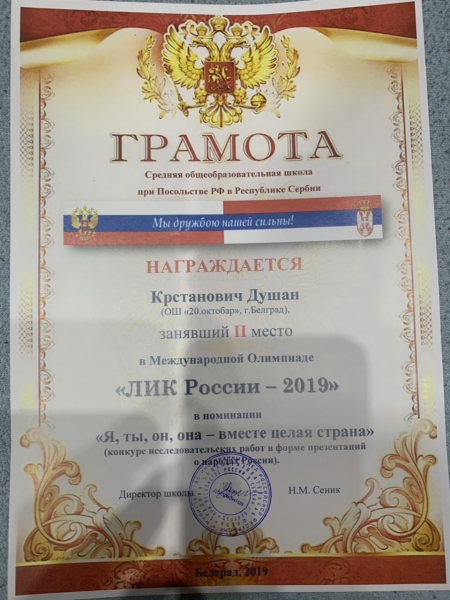 ГРАМОТА
Средняя общеобразовательная школа
при Посольстве РФ в Республике Сербии
Мы дружбою нашей сильны!
НАГРАЖДАЕТСЯ
Крстанович Душан
(ОШ «20.октобар», г.Белград),
занявший II место
в Международной Олимпиаде
«ЛИК России – 2019»
в номинации
«Я, ты, он, она – вместе целая страна»
(конкурс исследовательских работ в форме презентаций
о народах России).
Директор школы
Н.М. Сеник
Белград, 2019